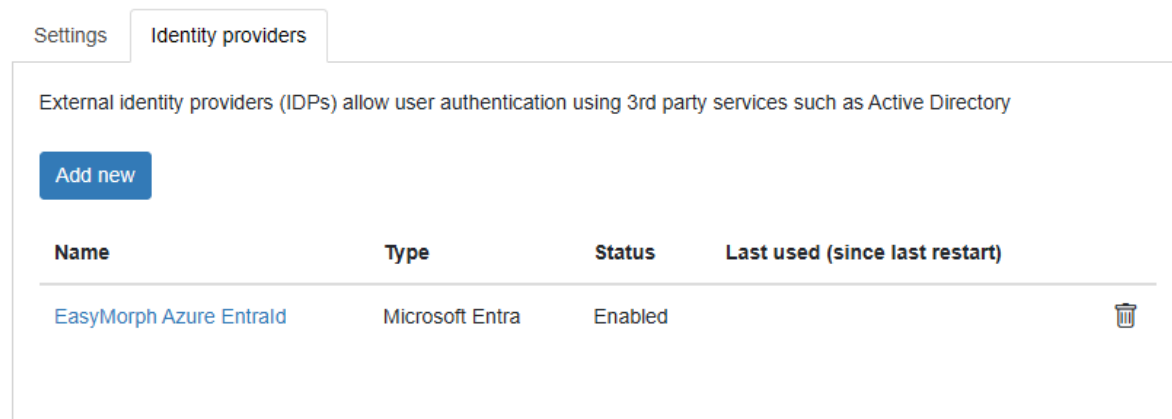 Settings Identity providers
External identity providers (IDPs) allow user authentication using 3rd party services such as Active Directory
Add new
Name Type Status Last used (since last restart)
EasyMorph Azure EntraId Microsoft Entra Enabled